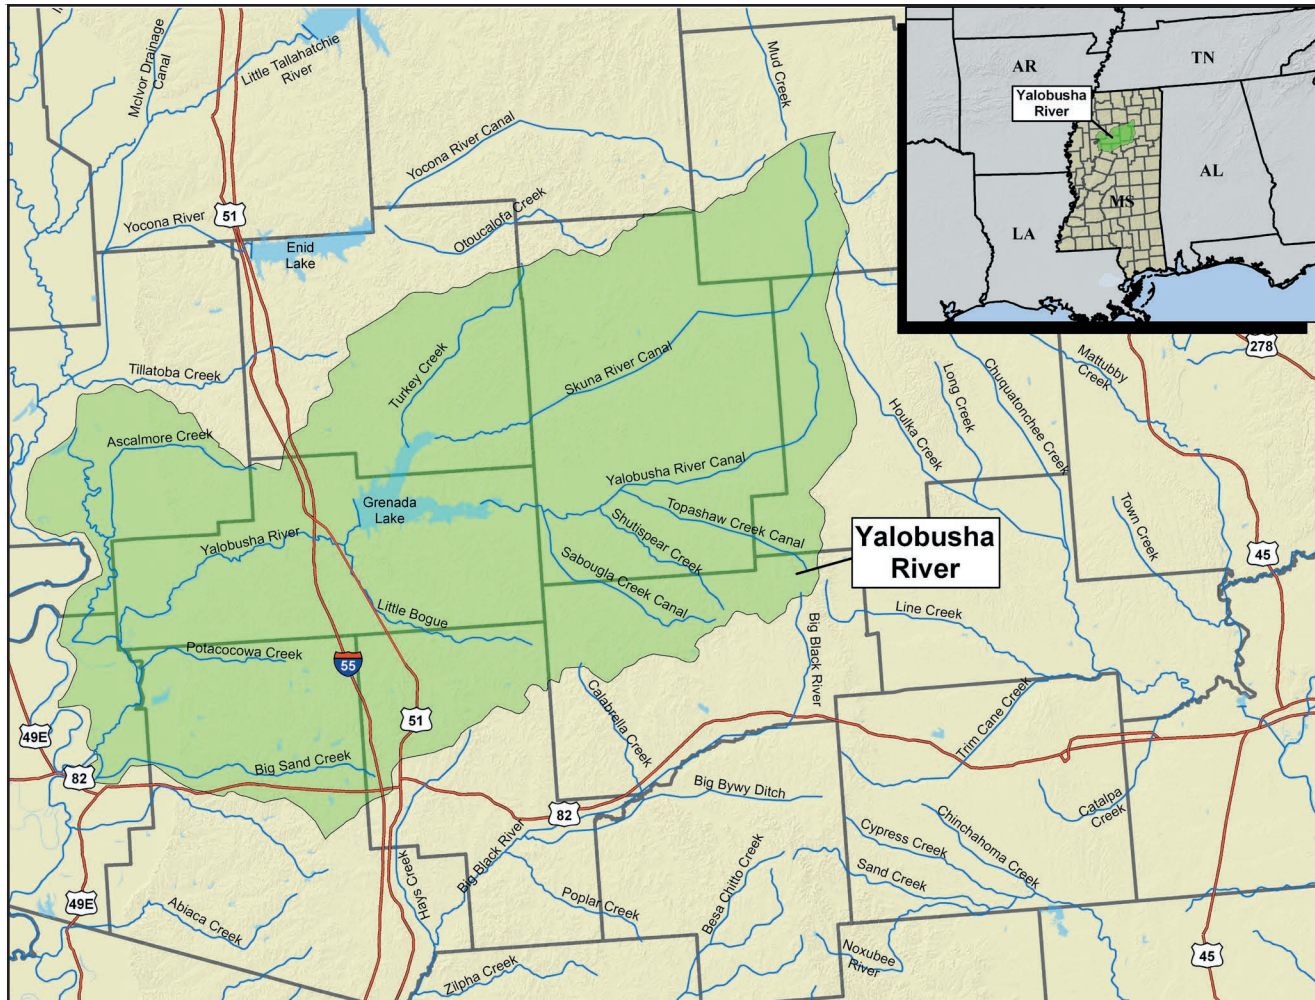 McIvor Drainage
Canal
Little Tallahatchie
River
Mud Creek
AR
TN
Yalobusha
River
AL
MS
LA
Yocona River Canal
51
Yocona River
Otoucalofa Creek
Enid
Lake
278
Mattubby
Creek
Tillatoba Creek
Turkey Creek
Skuna River Canal
Long Creek
Chuquatonchee Creek
Houlka Creek
Ascalmore Creek
Yalobusha River Canal
Grenada
Lake
Topashaw Creek Canal
Shutispear Creek
Town Creek
Yalobusha River
Yalobusha
River
Sabougla Creek Canal
45
Little Bogue
Line Creek
Big Black River
Potacocowa Creek
55
Calabrella Creek
51
Trim Cane Creek
49E
82
Big Sand Creek
Big Bywy Ditch
82
Catalpa
Creek
Chinchahoma Creek
Cypress Creek
Big Black River
Hays Creek
Sand Creek
Besa Chitto Creek
49E
Abiaca Creek
Poplar Creek
Noxubee
River
45
Zilpha Creek